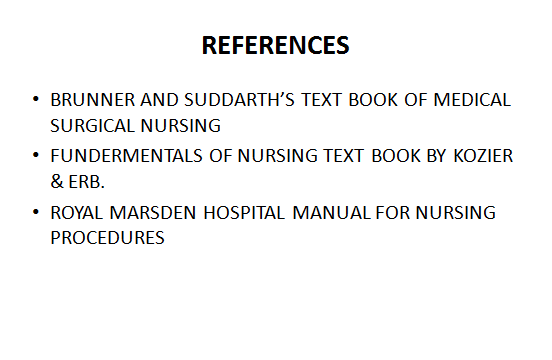 REFERENCES
• BRUNNER AND SUDDARTH’S TEXT BOOK OF MEDICAL
SURGICAL NURSING
• FUNDERMENTALS OF NURSING TEXT BOOK BY KOZIER
& ERB.
• ROYAL MARSDEN HOSPITAL MANUAL FOR NURSING
PROCEDURES